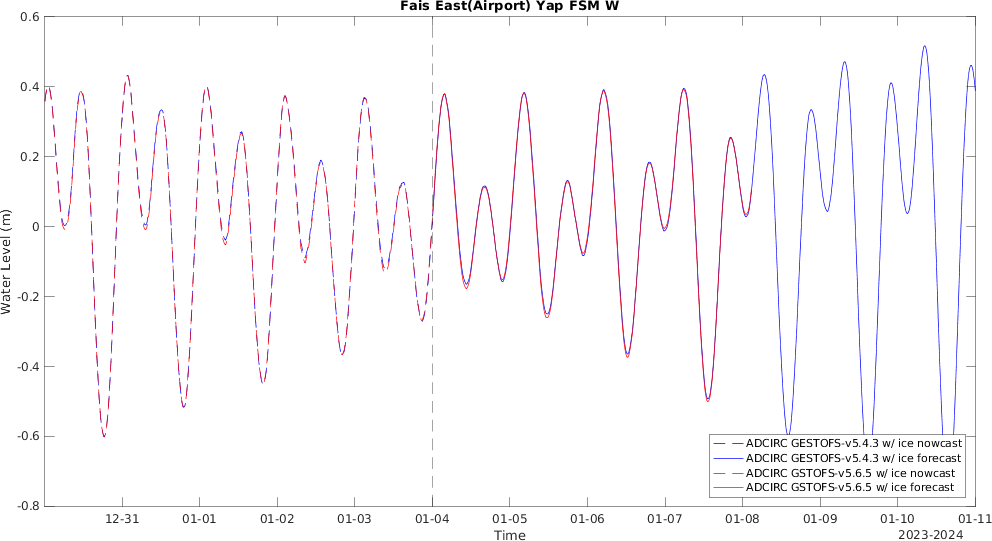 Fais East(Airport) Yap FSM W
0.6
0.4
0.2
0
-0.2
-0.4
-0.6
-0.8
Water Level (m)
ADCIRC GESTOFS-v5.4.3 w/ ice nowcast
ADCIRC GESTOFS-v5.4.3 w/ ice forecast
ADCIRC GSTOFS-v5.6.5 w/ ice nowcast
ADCIRC GSTOFS-v5.6.5 w/ ice forecast
12-31 01-01 01-02 01-03 01-04 01-05 01-06 01-07 01-08 01-09 01-10 01-11
Time
2023-2024